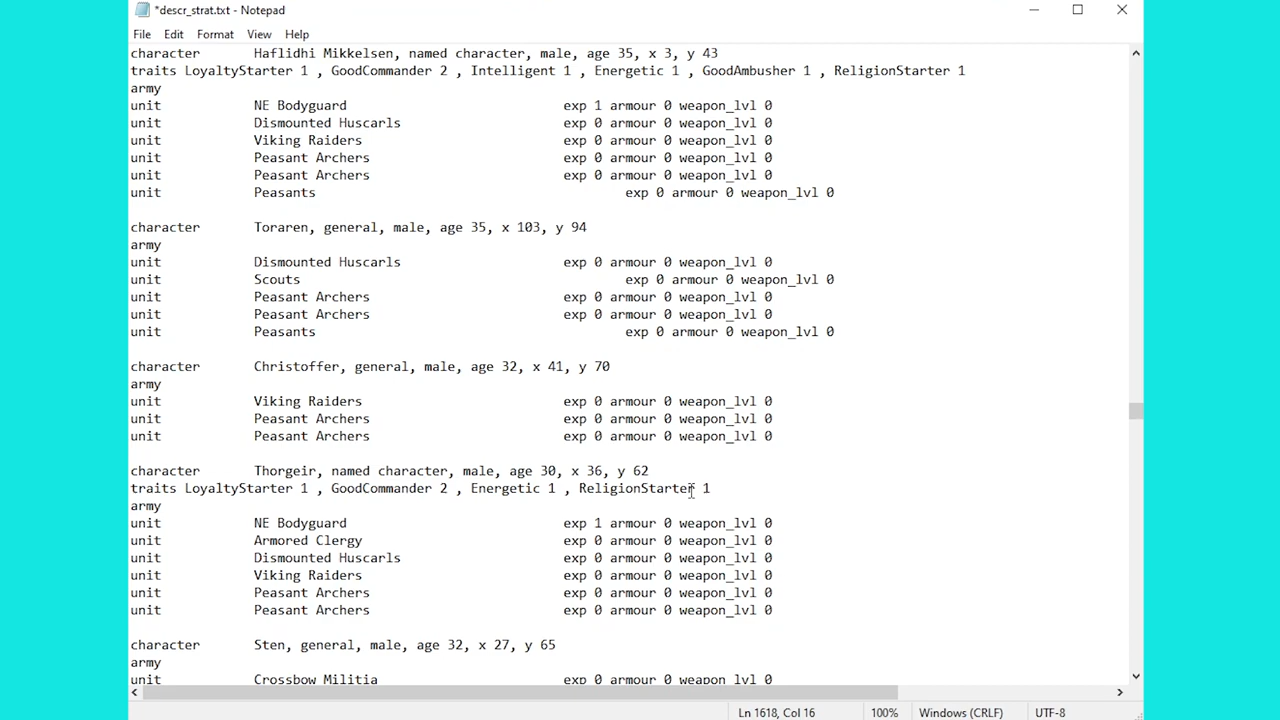 *descr_strat.txt - Notepad
File Edit Format View Help
character Haflidhi Mikkelsen, named character, male, age 35, x 3, y 43
traits LoyaltyStarter 1 , GoodCommander 2 , Intelligent 1 , Energetic 1 , GoodAmbusher 1 , ReligionStarter 1
army
unit NE Bodyguard exp 1 armour 0 weapon_lvl 0
unit Dismounted Huscarls exp 0 armour 0 weapon_lvl 0
unit Viking Raiders exp 0 armour 0 weapon_lvl 0
unit Peasant Archers exp 0 armour 0 weapon_lvl 0
unit Peasant Archers exp 0 armour 0 weapon_lvl 0
unit Peasants exp 0 armour 0 weapon_lvl 0
character Toraren, general, male, age 35, x 103, y 94
army
unit Dismounted Huscarls exp 0 armour 0 weapon_lvl 0
unit Scouts exp 0 armour 0 weapon_lvl 0
unit Peasant Archers exp 0 armour 0 weapon_lvl 0
unit Peasant Archers exp 0 armour 0 weapon_lvl 0
unit Peasants exp 0 armour 0 weapon_lvl 0
character Christoffer, general, male, age 32, x 41, y 70
army
unit Viking Raiders exp 0 armour 0 weapon_lvl 0
unit Peasant Archers exp 0 armour 0 weapon_lvl 0
unit Peasant Archers exp 0 armour 0 weapon_lvl 0
character Thorgeir, named character, male, age 30, x 36, y 62
traits LoyaltyStarter 1 , GoodCommander 2 , Energetic 1 , ReligionStarter 1
army
unit NE Bodyguard exp 1 armour 0 weapon_lvl 0
unit Armored Clergy exp 0 armour 0 weapon_lvl 0
unit Dismounted Huscarls exp 0 armour 0 weapon_lvl 0
unit Viking Raiders exp 0 armour 0 weapon_lvl 0
unit Peasant Archers exp 0 armour 0 weapon_lvl 0
unit Peasant Archers exp 0 armour 0 weapon_lvl 0
character Sten, general, male, age 32, x 27, y 65
army
unit Crossbow Militia exp 0 armour 0 weapon_lvl 0
Ln 1618, Col 16 100% Windows (CRLF) UTF-8